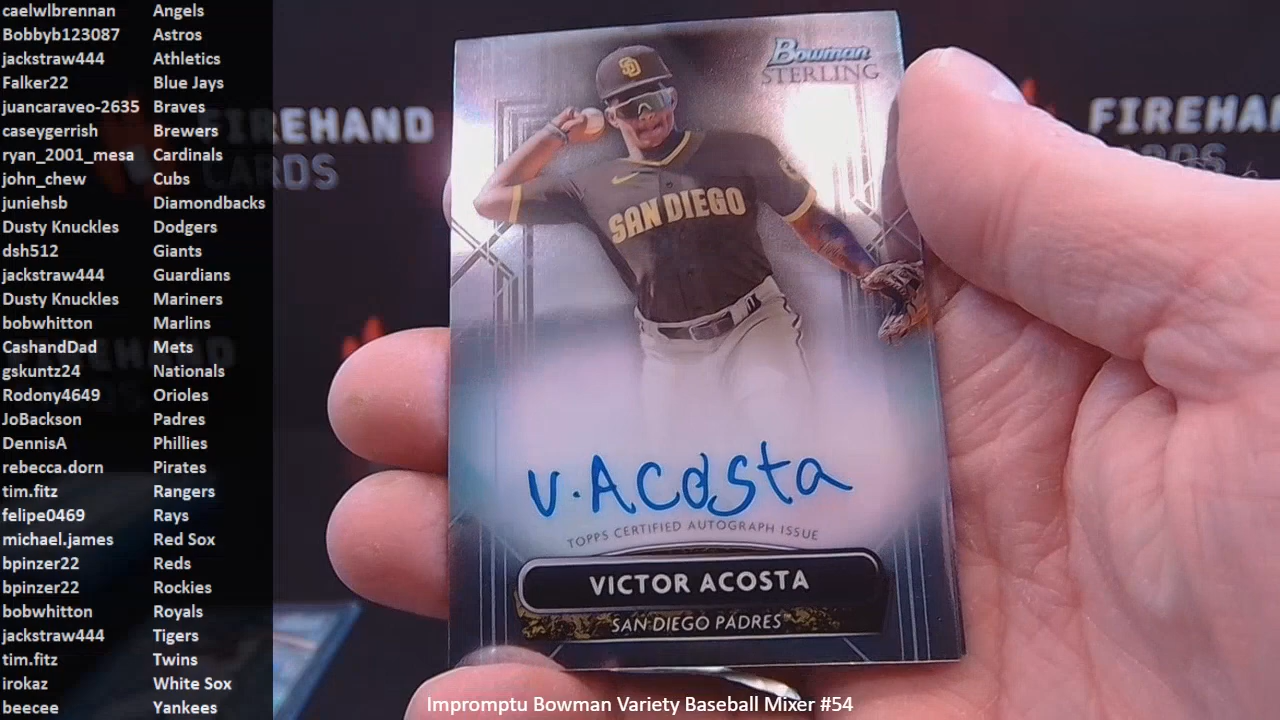 caelwlbrennan Angels
Bobbyb123087 Astros
jackstraw444 Athletics
Falker22 Blue Jays
juancaraveo-2635 Braves
caseygerrish Brewers
ryan_2001_mesa Cardinals
john_chew Cubs
juniehsb Diamondbacks
Dusty Knuckles Dodgers
dsh512 Giants
jackstraw444 Guardians
Dusty Knuckles Mariners
bobwhitton Marlins
CashandDad Mets
gskuntz24 Nationals
Rodony4649 Orioles
JoBackson Padres
DennisA Phillies
rebecca.dorn Pirates
tim.fitz Rangers
felipe0469 Rays
michael.james Red Sox
bpinzer22 Reds
bpinzer22 Rockies
bobwhitton Royals
jackstraw444 Tigers
tim.fitz Twins
irokaz White Sox
beecee Yankees
FIREHAND
CARDS
FIREHAND
CARDS
Bowman
STERLING
SD
SAN DIEGO
V. Acosta
TOPPS CERTIFIED AUTOGRAPH ISSUE
VICTOR ACOSTA
SAN DIEGO PADRES
FIREHA
CARDS
Impromptu Bowman Variety Baseball Mixer #54